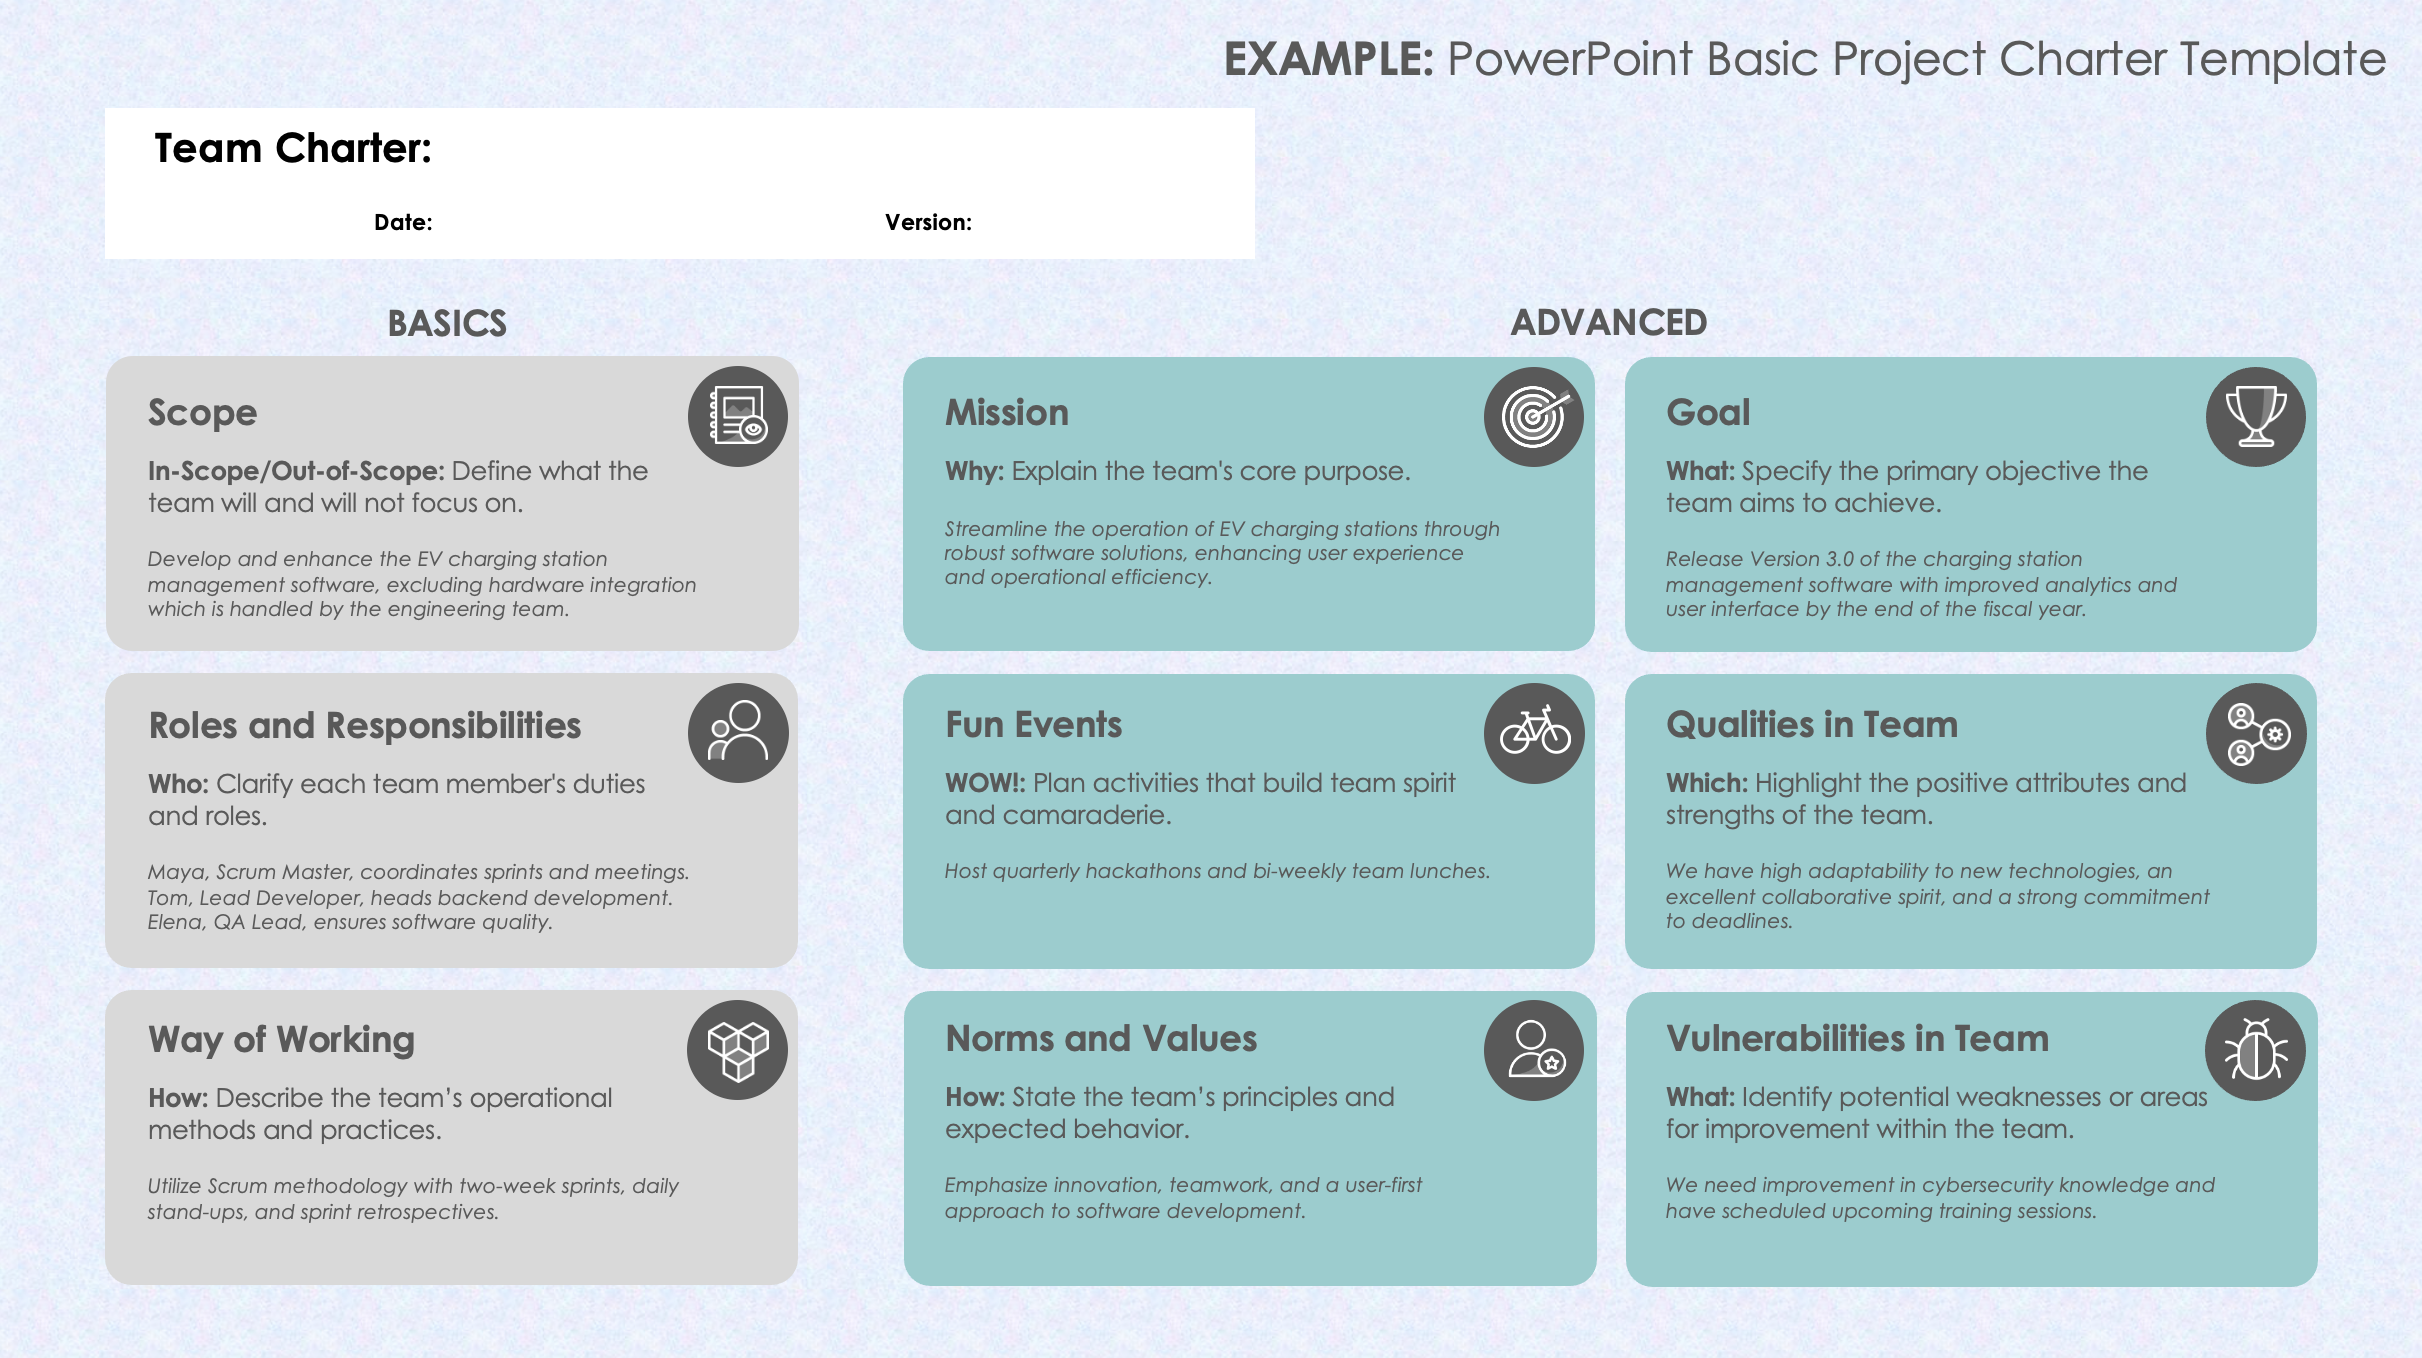 EXAMPLE: PowerPoint Basic Project Charter Template
Team Charter:
Date:
Version:
BASICS
Scope
In-Scope/Out-of-Scope: Define what the
team will and will not focus on.
Develop and enhance the EV charging station
management software, excluding hardware integration
which is handled by the engineering team.
Roles and Responsibilities
Who: Clarify each team member's duties
and roles.
Maya, Scrum Master, coordinates sprints and meetings.
Tom, Lead Developer, heads backend development.
Elena, QA Lead, ensures software quality.
Way of Working
How: Describe the team’s operational
methods and practices.
Utilize Scrum methodology with two-week sprints, daily
stand-ups, and sprint retrospectives.
ADVANCED
Mission
Why: Explain the team's core purpose.
Streamline the operation of EV charging stations through
robust software solutions, enhancing user experience
and operational efficiency.
Goal
What: Specify the primary objective the
team aims to achieve.
Release Version 3.0 of the charging station
management software with improved analytics and
user interface by the end of the fiscal year.
Fun Events
WOW!: Plan activities that build team spirit
and camaraderie.
Host quarterly hackathons and bi-weekly team lunches.
Qualities in Team
Which: Highlight the positive attributes and
strengths of the team.
We have high adaptability to new technologies, an
excellent collaborative spirit, and a strong commitment
to deadlines.
Norms and Values
How: State the team’s principles and
expected behavior.
Emphasize innovation, teamwork, and a user-first
approach to software development.
Vulnerabilities in Team
What: Identify potential weaknesses or areas
for improvement within the team.
We need improvement in cybersecurity knowledge and
have scheduled upcoming training sessions.